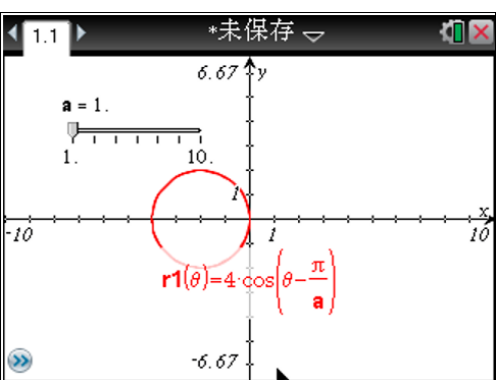 1.1 *未保存
6.67 y
a = 1.
1. 10.
1
x
-10 1 10
r1(θ)=4·cos(θ-π/a)
-6.67